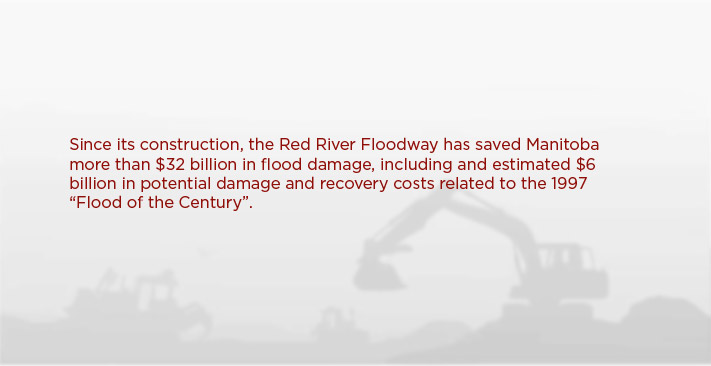 Since its construction, the Red River Floodway has saved Manitoba
more than $32 billion in flood damage, including and estimated $6
billion in potential damage and recovery costs related to the 1997
“Flood of the Century”.